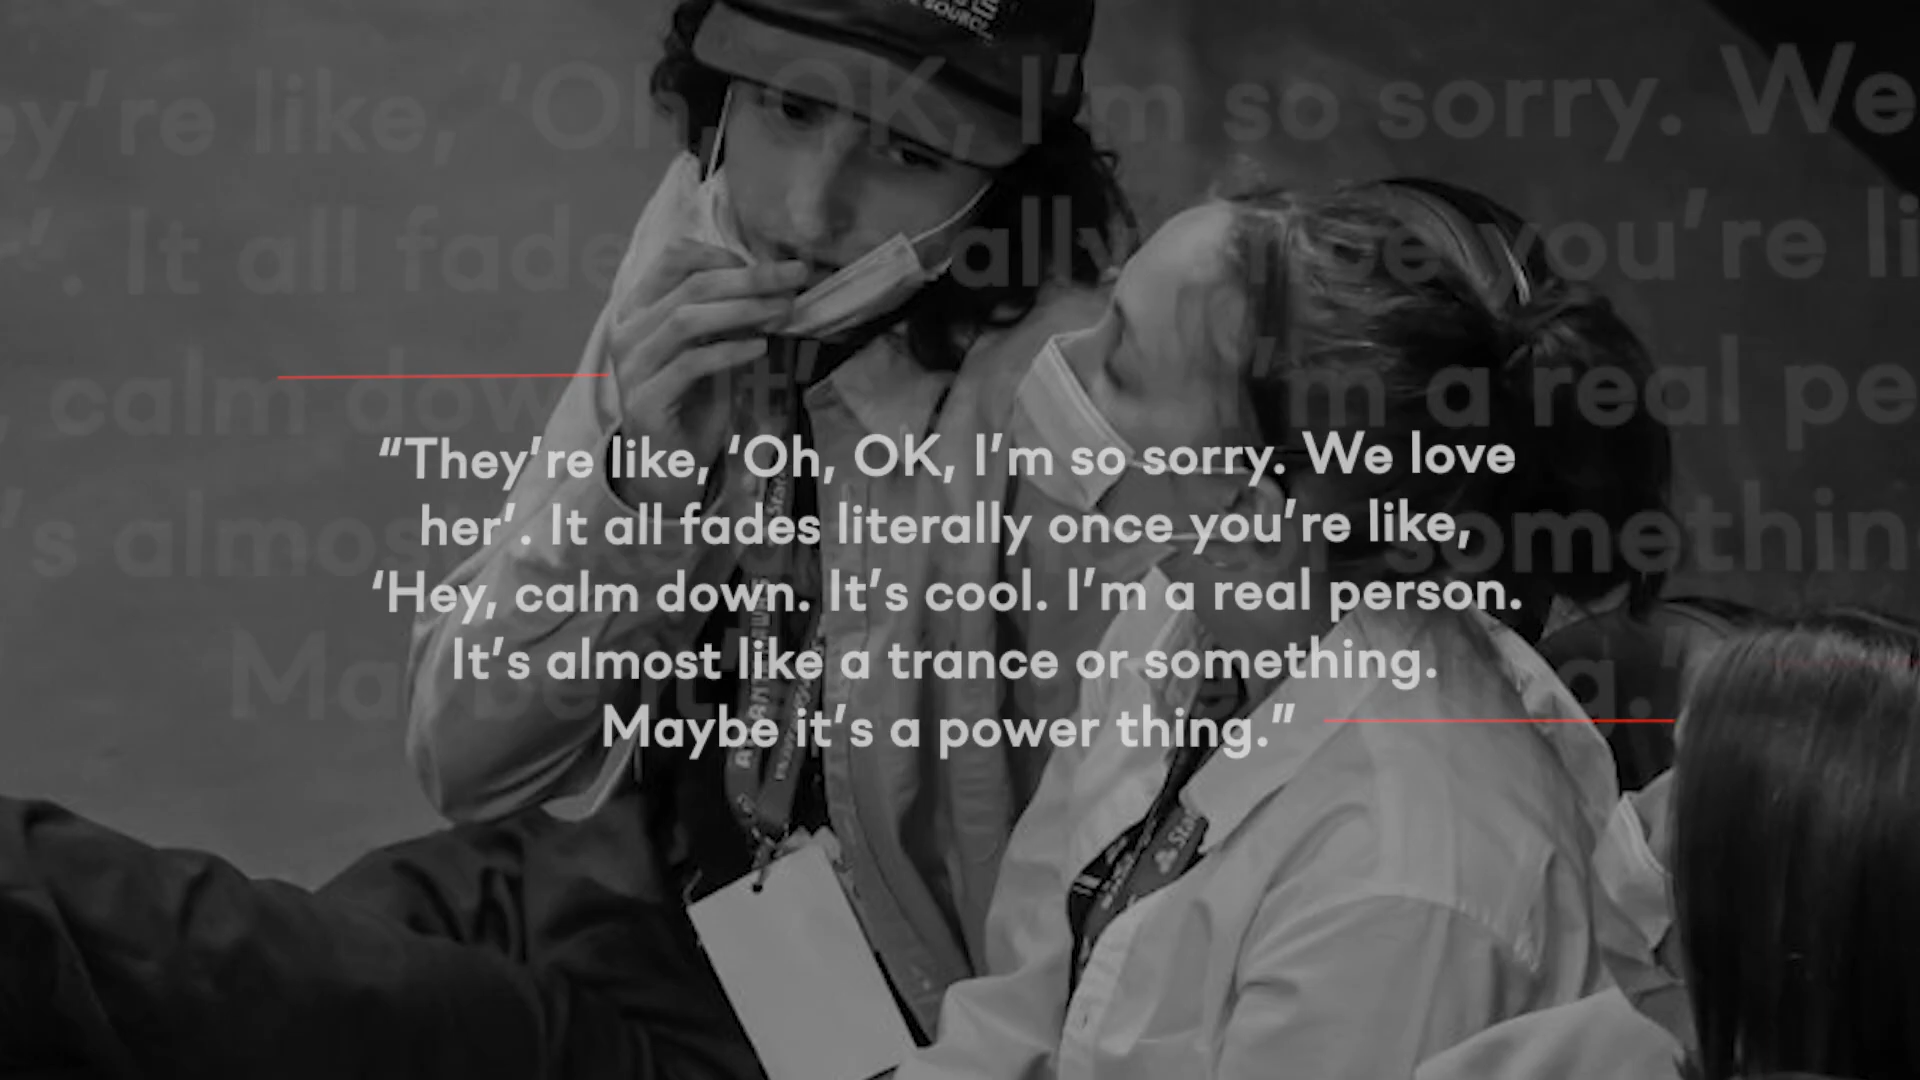 “They’re like, ‘Oh, OK, I’m so sorry. We love
her’. It all fades literally once you’re like,
‘Hey, calm down. It’s cool. I’m a real person.
It’s almost like a trance or something.
Maybe it’s a power thing.”